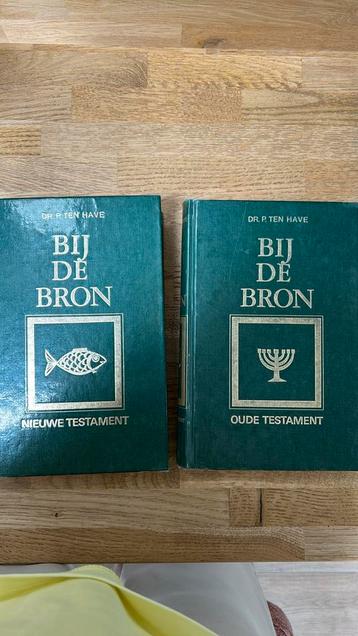 DR. P. TEN HAVE
BIJ
DE
BRON
NIEUWE TESTAMENT
DR. P. TEN HAVE
BIJ
DE
BRON
OUDE TESTAMENT